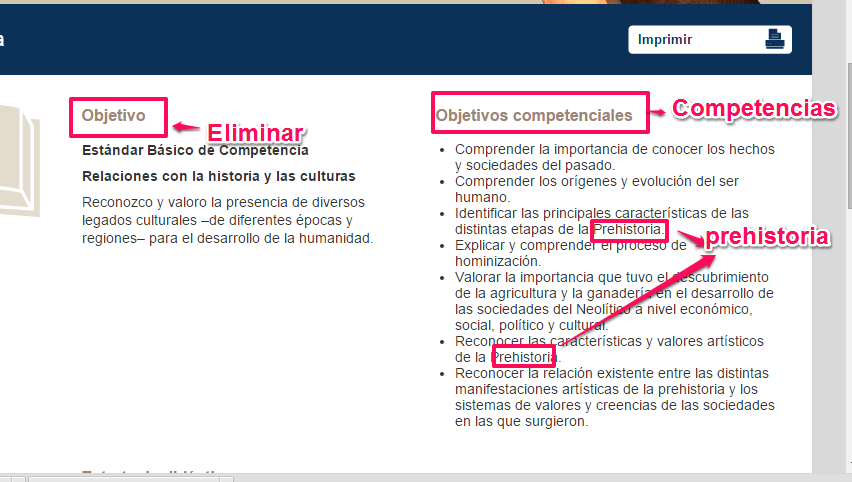 a
Imprimir
Objetivo
Eliminar
Estándar Básico de Competencia
Relaciones con la historia y las culturas
Reconozco y valoro la presencia de diversos
legados culturales –de diferentes épocas y
regiones– para el desarrollo de la humanidad.
Objetivos competenciales
Competencias
• Comprender la importancia de conocer los hechos
y sociedades del pasado.
• Comprender los orígenes y evolución del ser
humano.
• Identificar las principales características de las
distintas etapas de la Prehistoria.
prehistoria
• Explicar y comprender el proceso de
hominización.
• Valorar la importancia que tuvo el descubrimiento
de la agricultura y la ganadería en el desarrollo de
las sociedades del Neolítico a nivel económico,
social, político y cultural.
• Reconocer las características y valores artísticos
de la Prehistoria.
• Reconocer la relación existente entre las distintas
manifestaciones artísticas de la prehistoria y los
sistemas de valores y creencias de las sociedades
en las que surgieron.